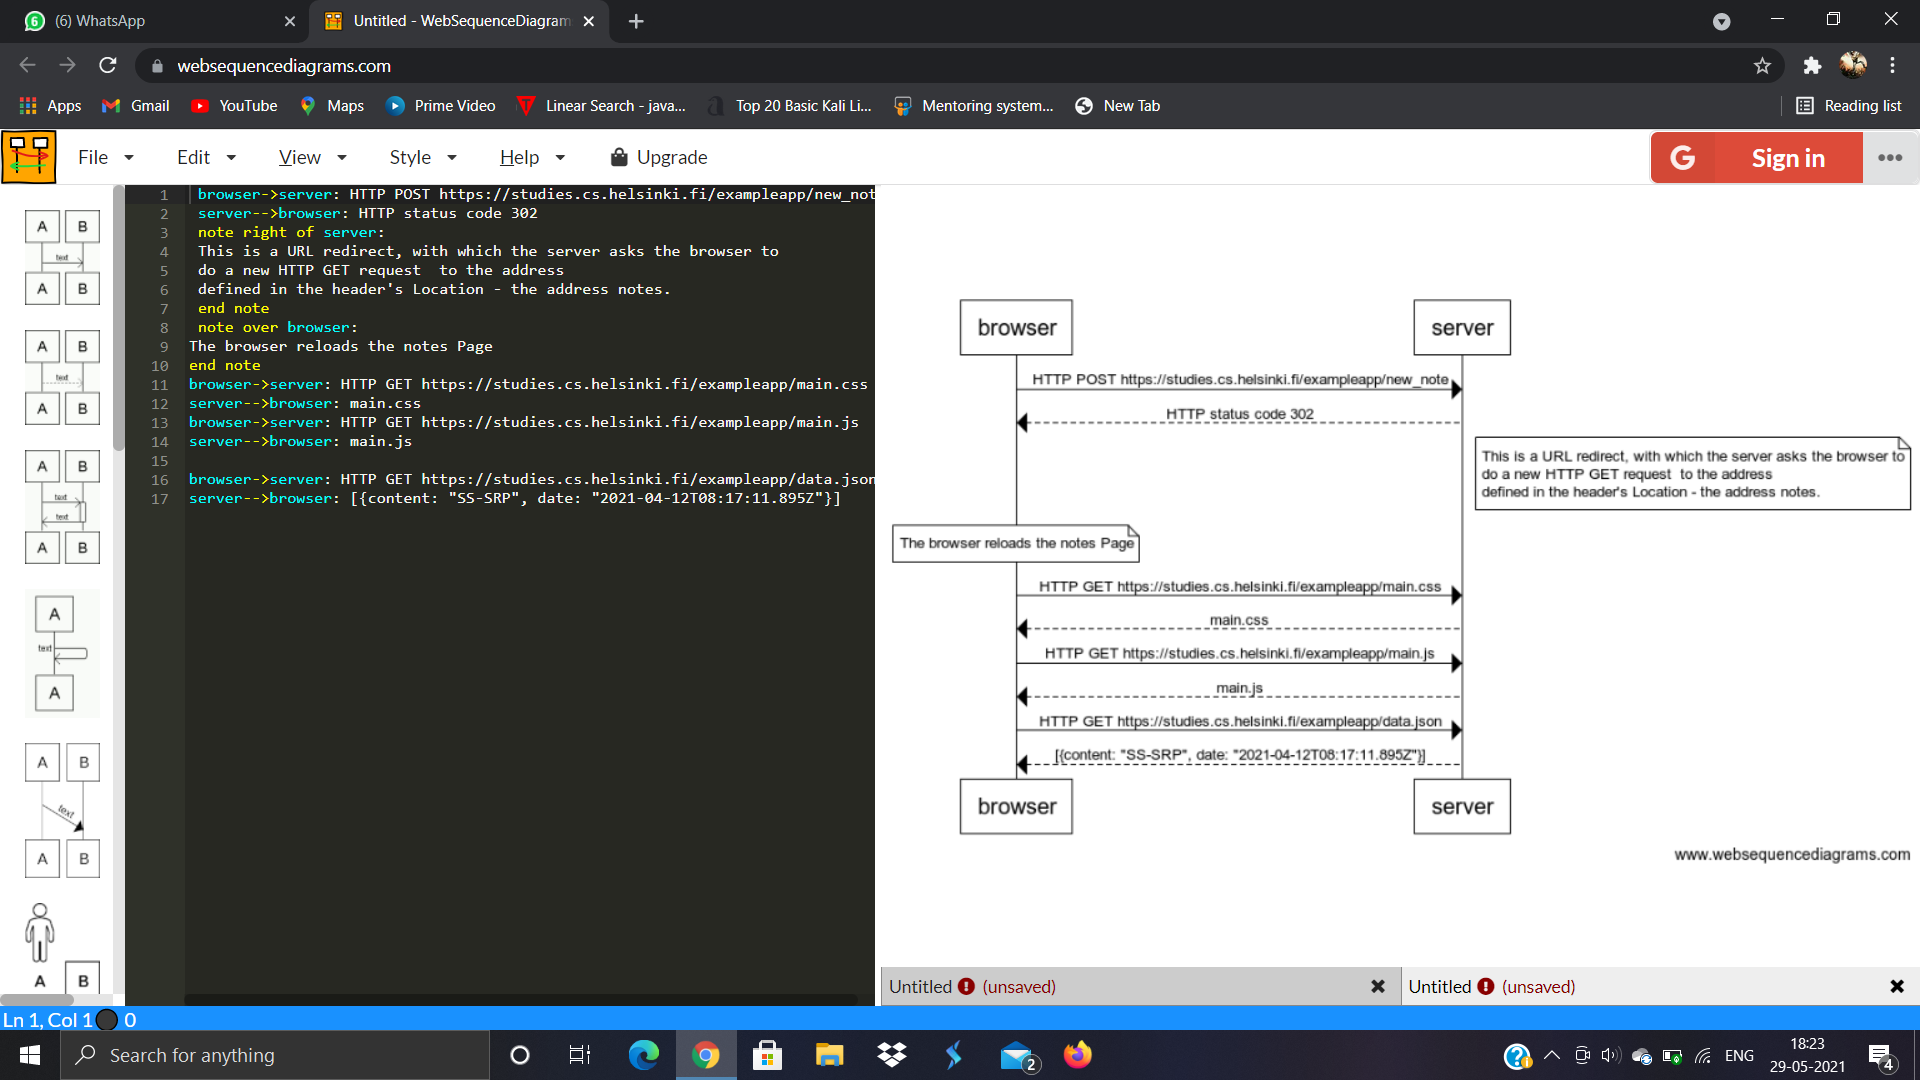 (6) WhatsApp
Untitled - WebSequenceDiagram
websequencediagrams.com
Apps Gmail YouTube Maps Prime Video Linear Search - java... Top 20 Basic Kali Li... Mentoring system... New Tab Reading list
File Edit View Style Help Upgrade
G Sign in
1 browser->server: HTTP POST https://studies.cs.helsinki.fi/exampleapp/new_not
2 server-->browser: HTTP status code 302
3 note right of server:
4 This is a URL redirect, with which the server asks the browser to
5 do a new HTTP GET request  to the address
6 defined in the header's Location - the address notes.
7 end note
8 note over browser:
9 The browser reloads the notes Page
10 end note
11 browser->server: HTTP GET https://studies.cs.helsinki.fi/exampleapp/main.css
12 server-->browser: main.css
13 browser->server: HTTP GET https://studies.cs.helsinki.fi/exampleapp/main.js
14 server-->browser: main.js
15
16 browser->server: HTTP GET https://studies.cs.helsinki.fi/exampleapp/data.json
17 server-->browser: [{content: "SS-SRP", date: "2021-04-12T08:17:11.895Z"}]
A B
text
A B
A B
text
A B
A B
text
text
A B
A
text
A
A B
text
A B
A B
browser server
HTTP POST https://studies.cs.helsinki.fi/exampleapp/new_note
HTTP status code 302
This is a URL redirect, with which the server asks the browser to
do a new HTTP GET request  to the address
defined in the header's Location - the address notes.
The browser reloads the notes Page
HTTP GET https://studies.cs.helsinki.fi/exampleapp/main.css
main.css
HTTP GET https://studies.cs.helsinki.fi/exampleapp/main.js
main.js
HTTP GET https://studies.cs.helsinki.fi/exampleapp/data.json
[{content: "SS-SRP", date: "2021-04-12T08:17:11.895Z"}]
browser server
www.websequencediagrams.com
Untitled (unsaved)
Untitled (unsaved)
Ln 1, Col 1 0
Search for anything
2
ENG
18:23
29-05-2021
4